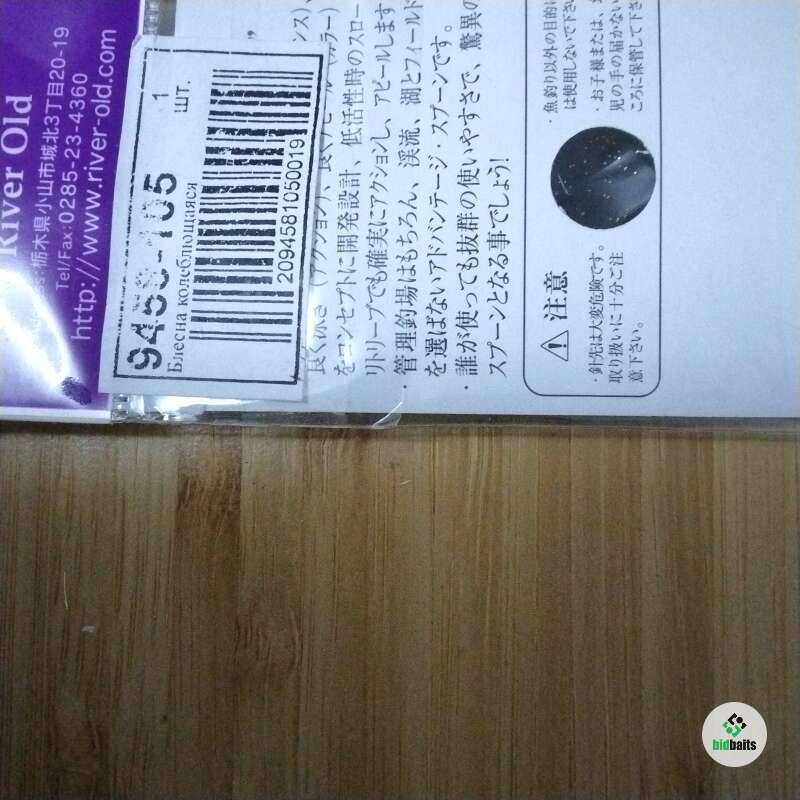 River Old
栃木県小山市城北3丁目20-19
Tel/Fax:0285-23-4360
http://www.river-old.com
9458-105
1
шт.
Блесна колеблющаяся
2094581050019
をコンセプトに開発設計、低活性時のスロー
リトリーブでも確実にアクションし、アピールします
・管理釣場はもちろん、渓流、湖とフィールド
を選ばないアドバンテージ・スプーンです。
・誰が使っても抜群の使いやすさで、驚異の
スプーンとなる事でしょう!
注意
・針先は大変危険です。
取り扱いに十分ご注
意下さい。
・魚釣り以外の目的に
は使用しないで下さ
・お子様または、
児の手の届かない
ころに保管して下さ
bidbaits